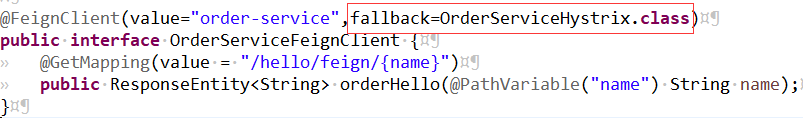 @FeignClient(value="order-service",fallback=OrderServiceHystrix.class)¤¶
public·interface·OrderServiceFeignClient·{¤¶
»   @GetMapping(value·=·"/hello/feign/{name}")¤¶
»   public·ResponseEntity<String>·orderHello(@PathVariable("name")·String·name);¤¶
}¤¶